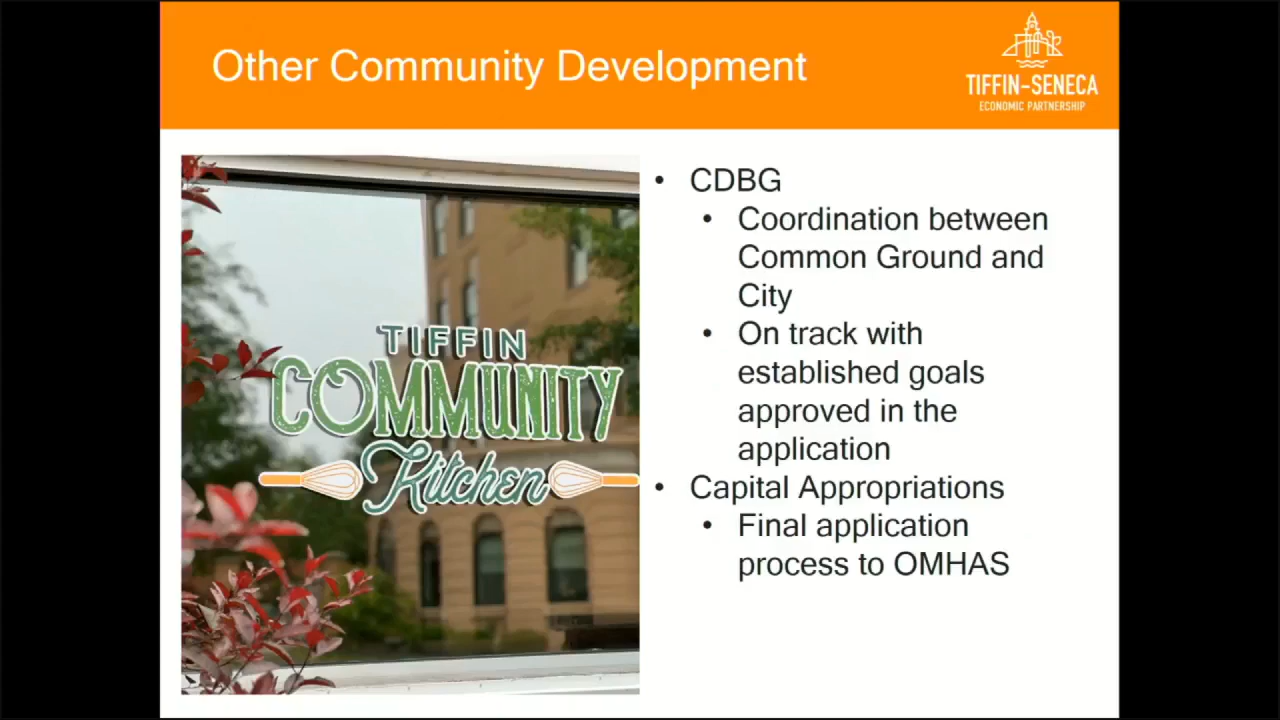 Other Community Development
TIFFIN-SENECA
ECONOMIC PARTNERSHIP
TIFFIN
COMMUNITY
Kitchen
• CDBG
• Coordination between
Common Ground and
City
• On track with
established goals
approved in the
application
• Capital Appropriations
• Final application
process to OMHAS